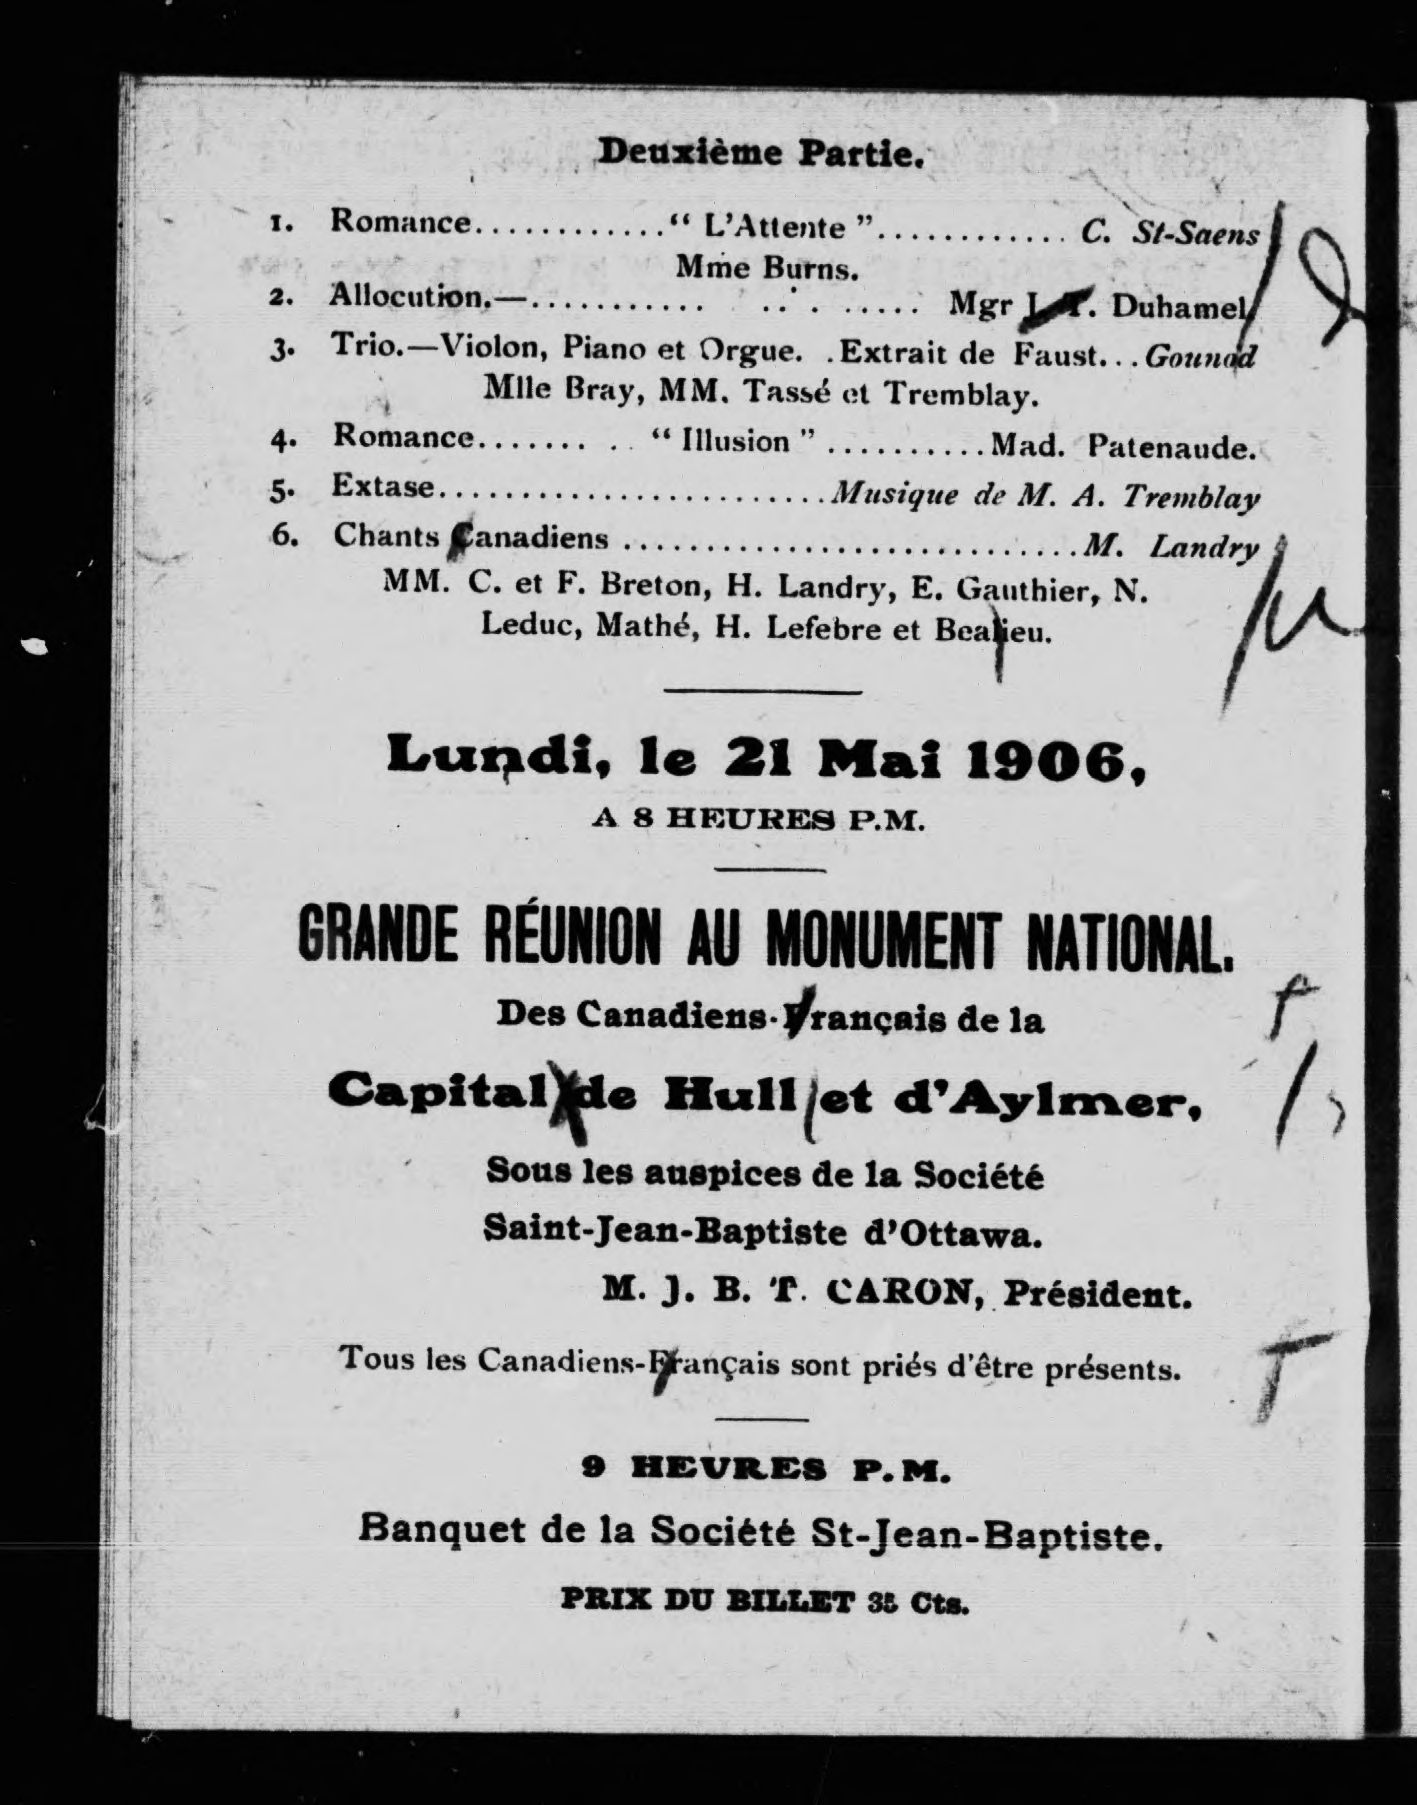 Deuxième Partie.
1. Romance............“ L'Attente ”............ C. St-Saens
Mme Burns.
2. Allocution.—........... .. . ..... Mgr J. T. Duhamel
3. Trio.—Violon, Piano et Orgue. .Extrait de Faust...Gounod
Mlle Bray, MM. Tassé et Tremblay.
4. Romance....... .. “ Illusion ” ..........Mad. Patenaude.
5. Extase........................Musique de M. A. Tremblay
6. Chants Canadiens ............................M. Landry
MM. C. et F. Breton, H. Landry, E. Gauthier, N.
Leduc, Mathé, H. Lefebre et Bealieu.
Lundi, le 21 Mai 1906,
A 8 HEURES P.M.
GRANDE RÉUNION AU MONUMENT NATIONAL.
Des Canadiens-Français de la
Capital de Hull et d'Aylmer,
Sous les auspices de la Société
Saint-Jean-Baptiste d'Ottawa.
M. J. B. T. CARON, Président.
Tous les Canadiens-Français sont priés d'être présents.
9 HEVRES P.M.
Banquet de la Société St-Jean-Baptiste.
PRIX DU BILLET 35 Cts.